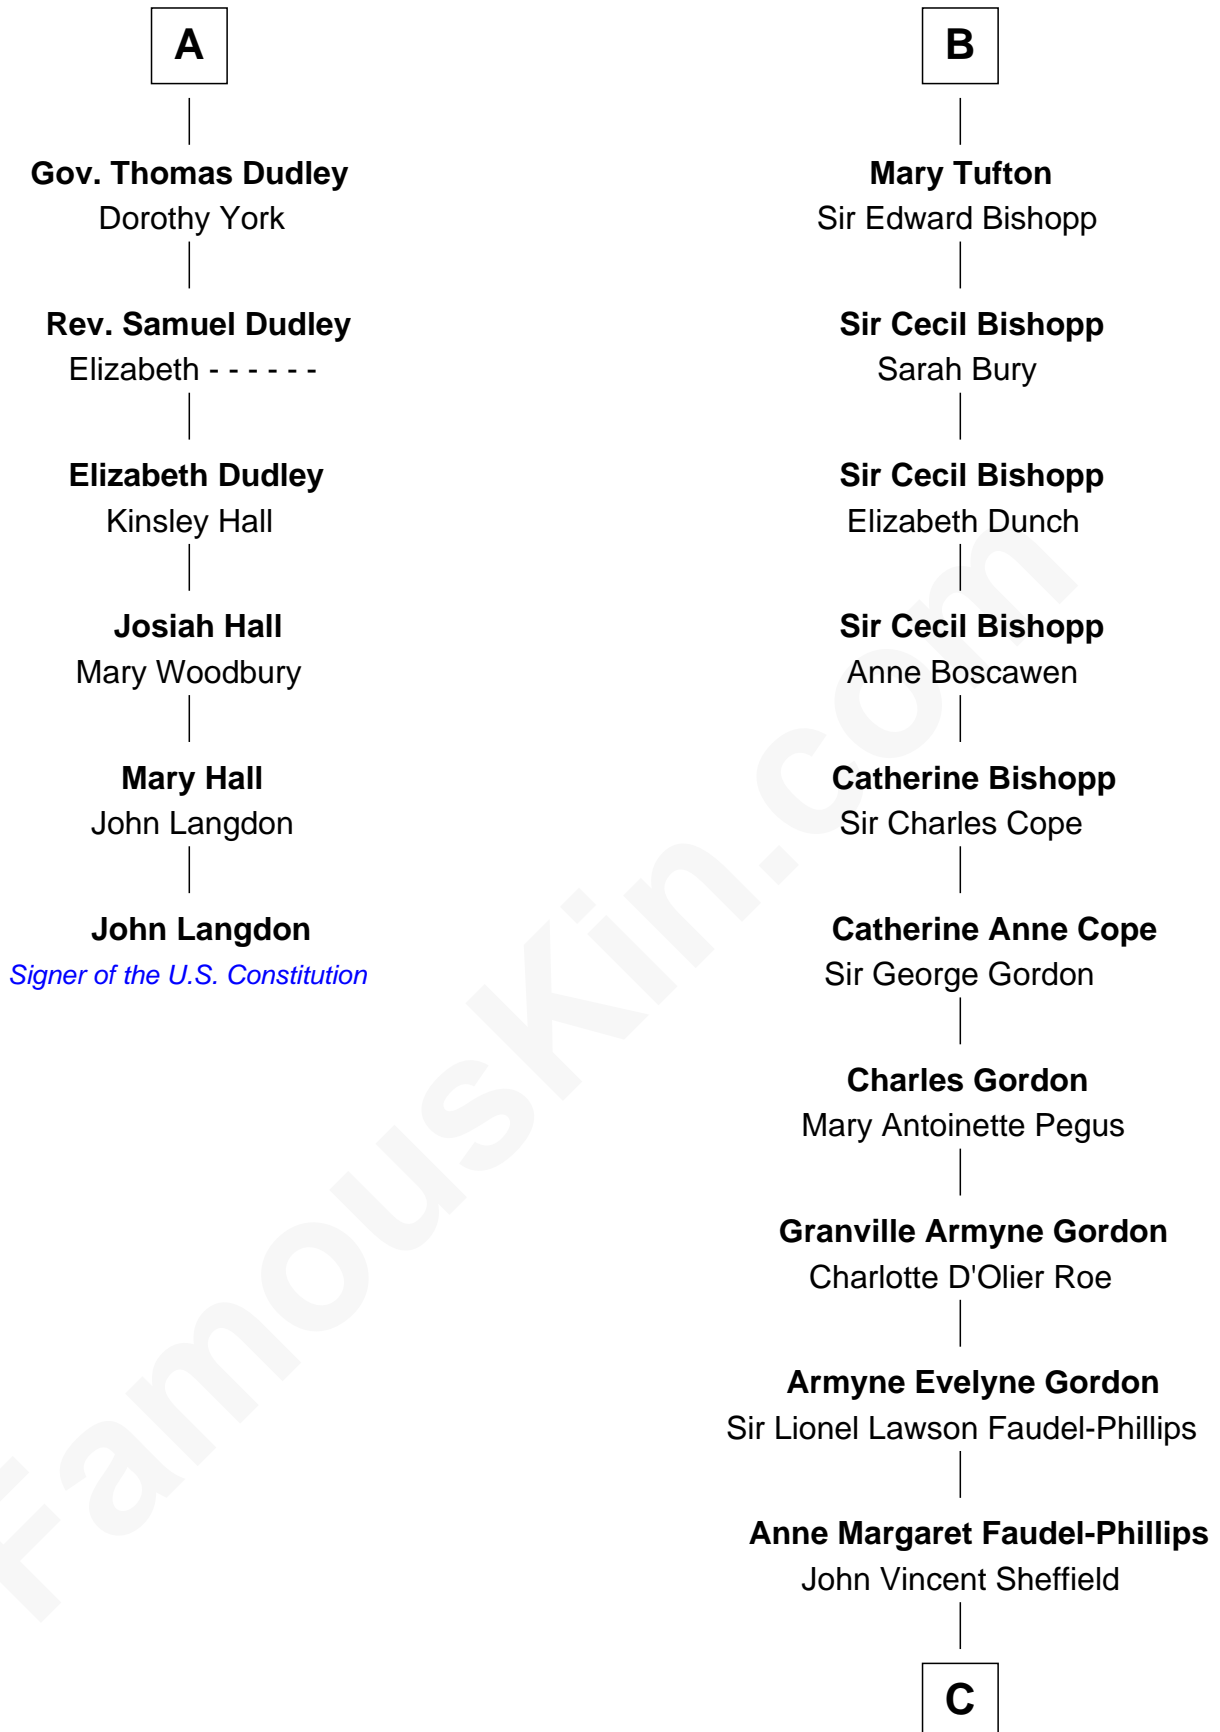 A
Gov. Thomas Dudley
Dorothy York
Rev. Samuel Dudley
Elizabeth - - - - - -
Elizabeth Dudley
Kinsley Hall
Josiah Hall
Mary Woodbury
Mary Hall
John Langdon
John Langdon
Signer of the U.S. Constitution
B
Mary Tufton
Sir Edward Bishopp
Sir Cecil Bishopp
Sarah Bury
Sir Cecil Bishopp
Elizabeth Dunch
Sir Cecil Bishopp
Anne Boscawen
Catherine Bishopp
Sir Charles Cope
Catherine Anne Cope
Sir George Gordon
Charles Gordon
Mary Antoinette Pegus
Granville Armyne Gordon
Charlotte D'Olier Roe
Armyne Evelyne Gordon
Sir Lionel Lawson Faudel-Phillips
Anne Margaret Faudel-Phillips
John Vincent Sheffield
C
FamousKin.com